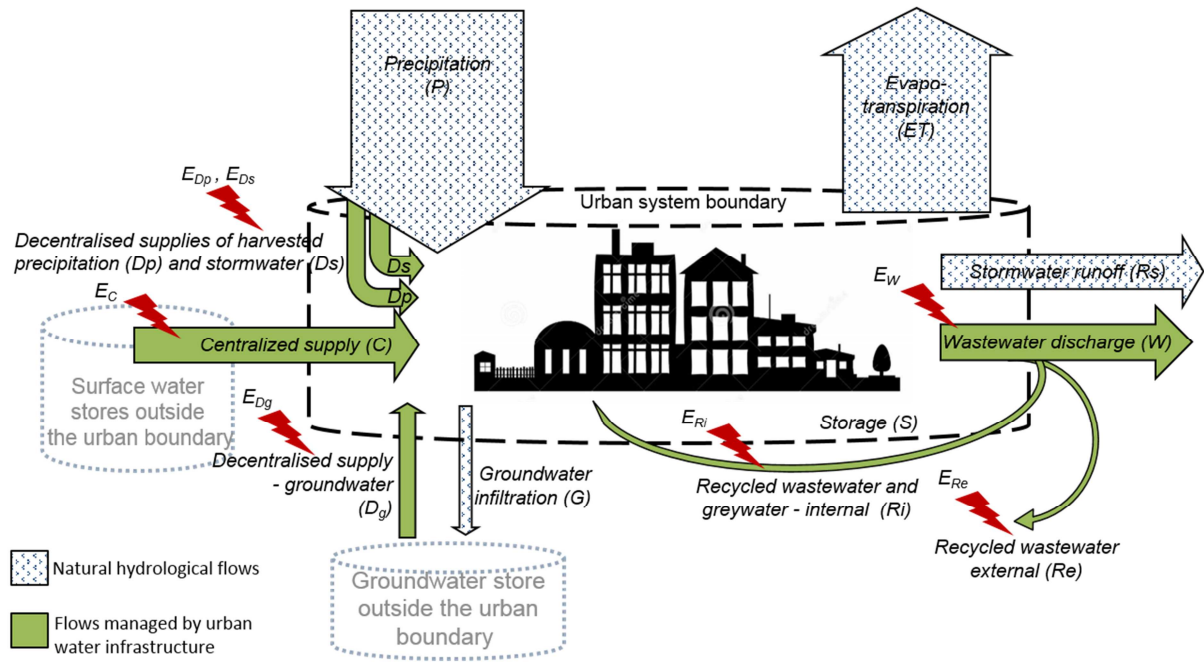 Precipitation
(P)
Evapo-
transpiration
(ET)
E_Dp , E_Ds
Urban system boundary
Decentralised supplies of harvested
precipitation (Dp) and stormwater (Ds)
Ds
Dp
E_C
E_W
Stormwater runoff (Rs)
Centralized supply (C)
Wastewater discharge (W)
Surface water
stores outside
the urban boundary
E_Dg
E_Ri
Storage (S)
Decentralised supply
- groundwater
(D_g)
Groundwater
infiltration (G)
Recycled wastewater and
greywater - internal (Ri)
E_Re
Recycled wastewater
external (Re)
Natural hydrological flows
Groundwater store
outside the urban
boundary
Flows managed by urban
water infrastructure